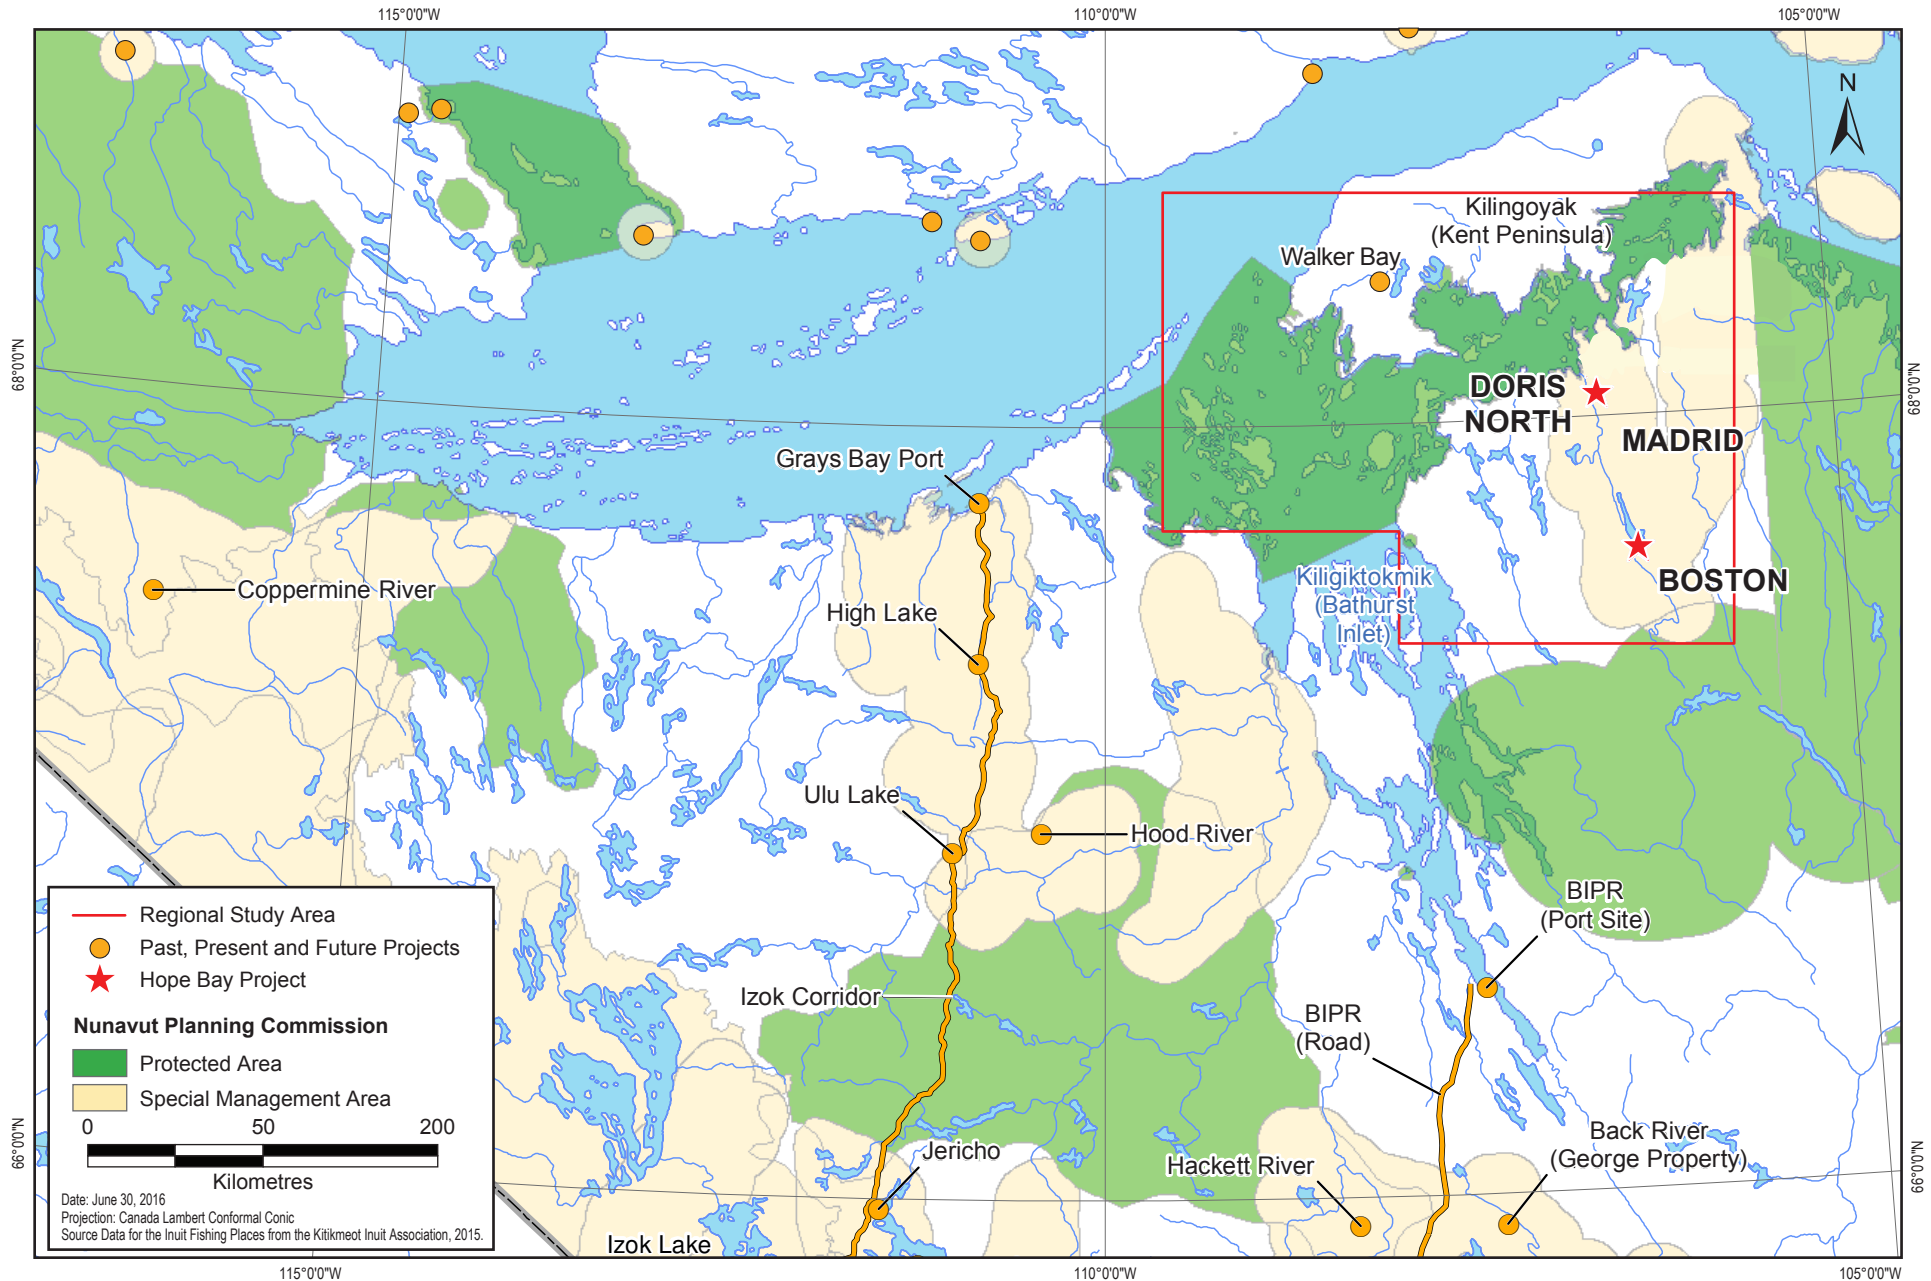 115°0'0"W
110°0'0"W
105°0'0"W
N
Kilingoyak
(Kent Peninsula)
Walker Bay
68°0'0"N
68°0'0"N
DORIS
NORTH
MADRID
Grays Bay Port
BOSTON
Kiligiktokmik
(Bathurst
Inlet)
Coppermine River
High Lake
Ulu Lake
Hood River
BIPR
(Port Site)
Izok Corridor
BIPR
(Road)
Regional Study Area
Past, Present and Future Projects
Hope Bay Project
Nunavut Planning Commission
Protected Area
Special Management Area
0 50 200
Kilometres
Date: June 30, 2016
Projection: Canada Lambert Conformal Conic
Source Data for the Inuit Fishing Places from the Kitikmeot Inuit Association, 2015.
66°0'0"N
66°0'0"N
Jericho
Hackett River
Back River
(George Property)
Izok Lake
115°0'0"W
110°0'0"W
105°0'0"W